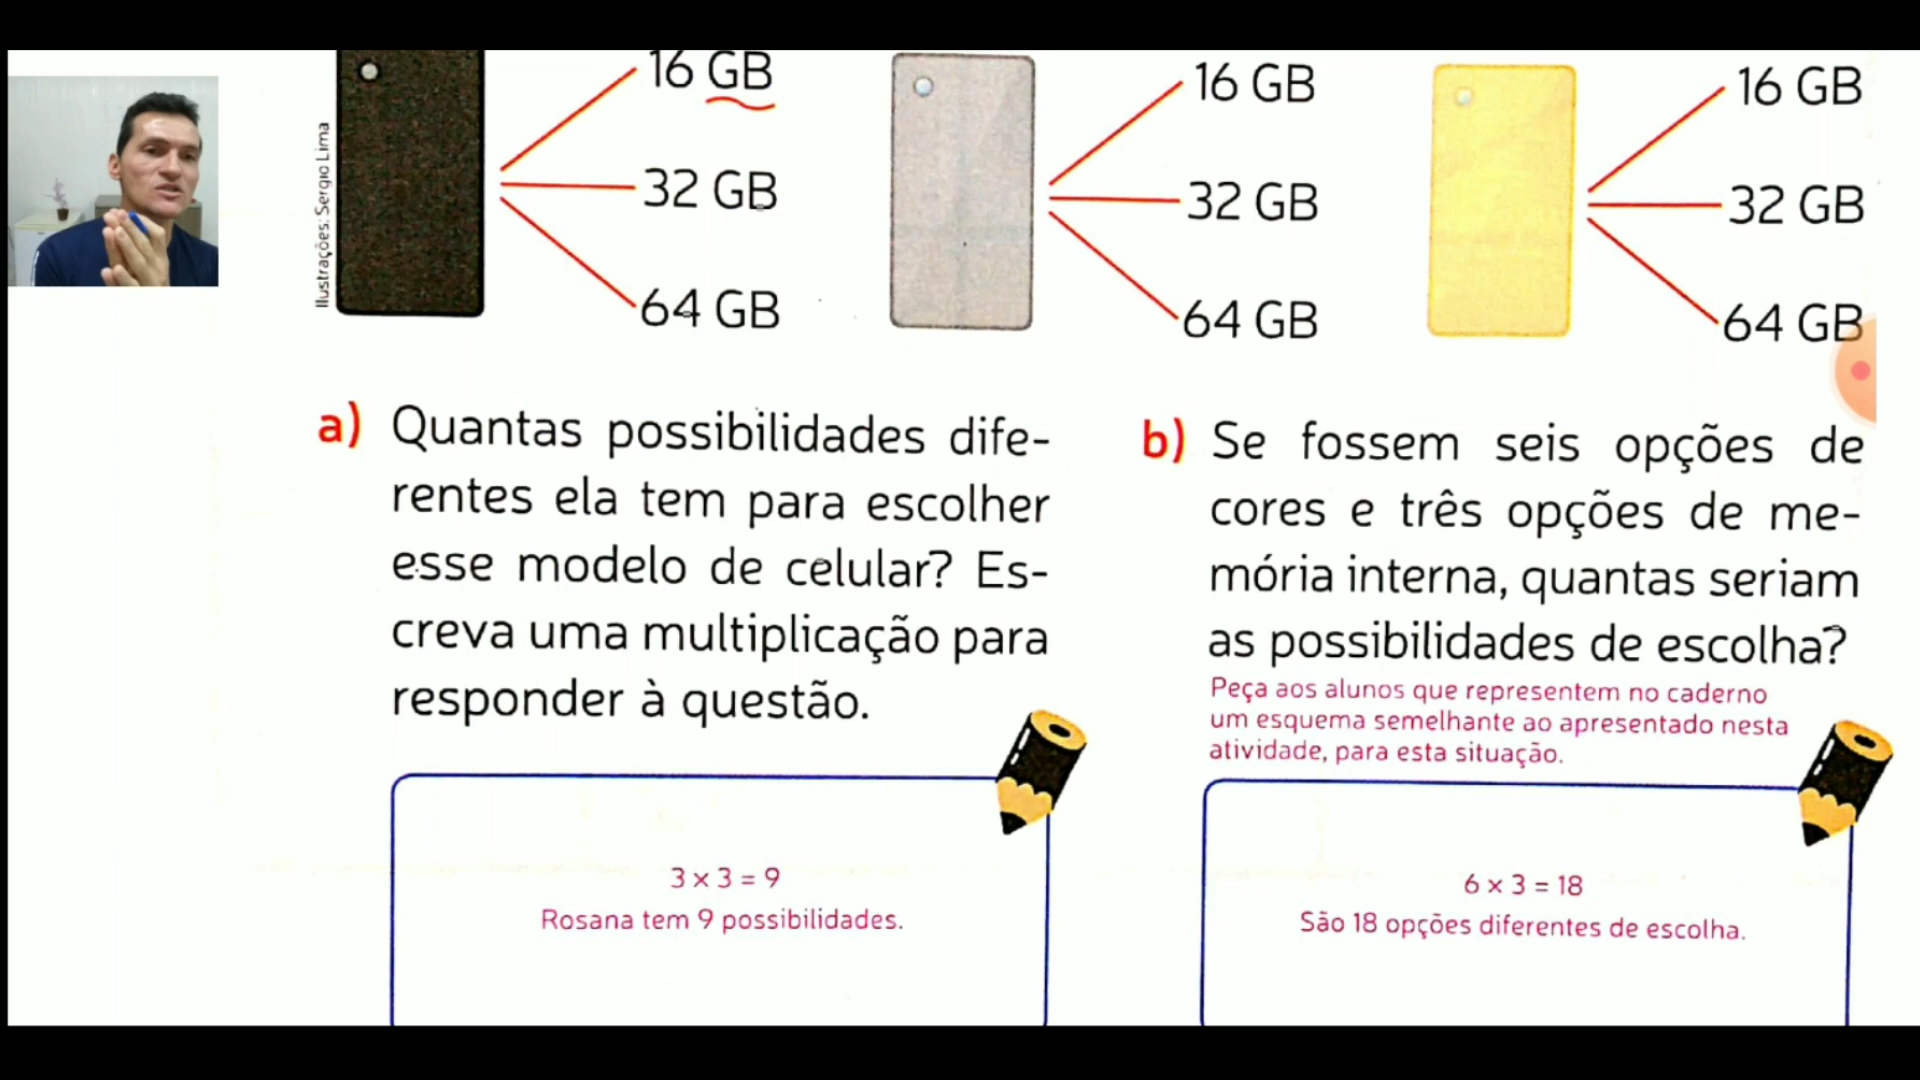 16 GB
32 GB
64 GB
16 GB
32 GB
64 GB
16 GB
32 GB
64 GB
Ilustrações: Sergio Lima
a) Quantas possibilidades dife-
rentes ela tem para escolher
esse modelo de celular? Es-
creva uma multiplicação para
responder à questão.
3 x 3 = 9
Rosana tem 9 possibilidades.
b) Se fossem seis opções de
cores e três opções de me-
mória interna, quantas seriam
as possibilidades de escolha?
Peça aos alunos que representem no caderno
um esquema semelhante ao apresentado nesta
atividade, para esta situação.
6 x 3 = 18
São 18 opções diferentes de escolha.